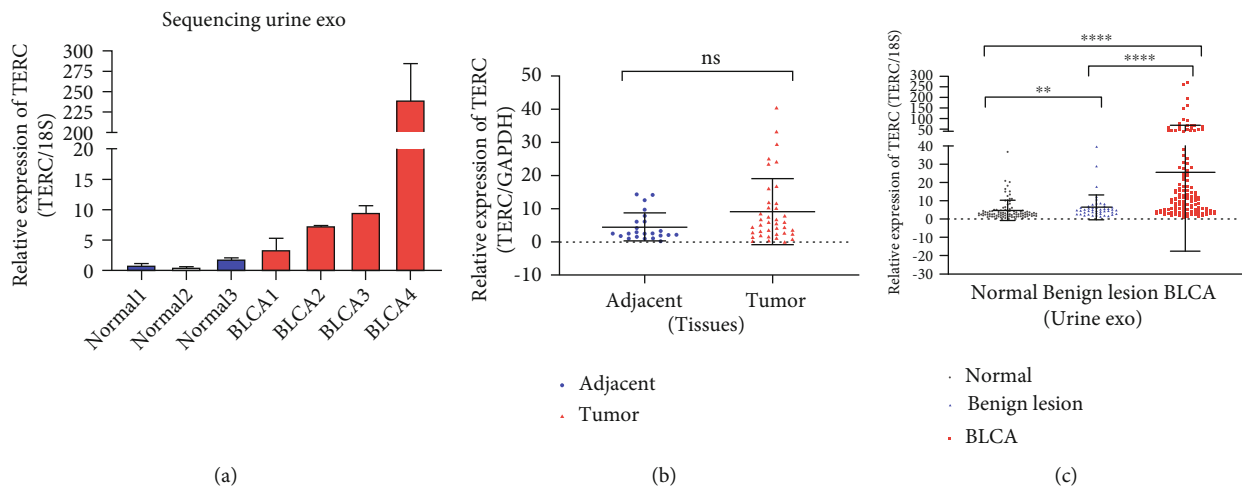 Sequencing urine exo
Relative expression of TERC
(TERC/18S)
300
275
250
225
200
20
15
10
5
0
Normal1
Normal2
Normal3
BLCA1
BLCA2
BLCA3
BLCA4
(a)
Relative expression of TERC
(TERC/GAPDH)
50
40
30
20
10
0
-10
ns
Adjacent
Tumor
(Tissues)
Adjacent
Tumor
(b)
Relative expression of TERC (TERC/18S)
300
250
200
150
100
50
40
30
20
10
0
-10
-20
-30
****
****
**
Normal Benign lesion BLCA
(Urine exo)
Normal
Benign lesion
BLCA
(c)